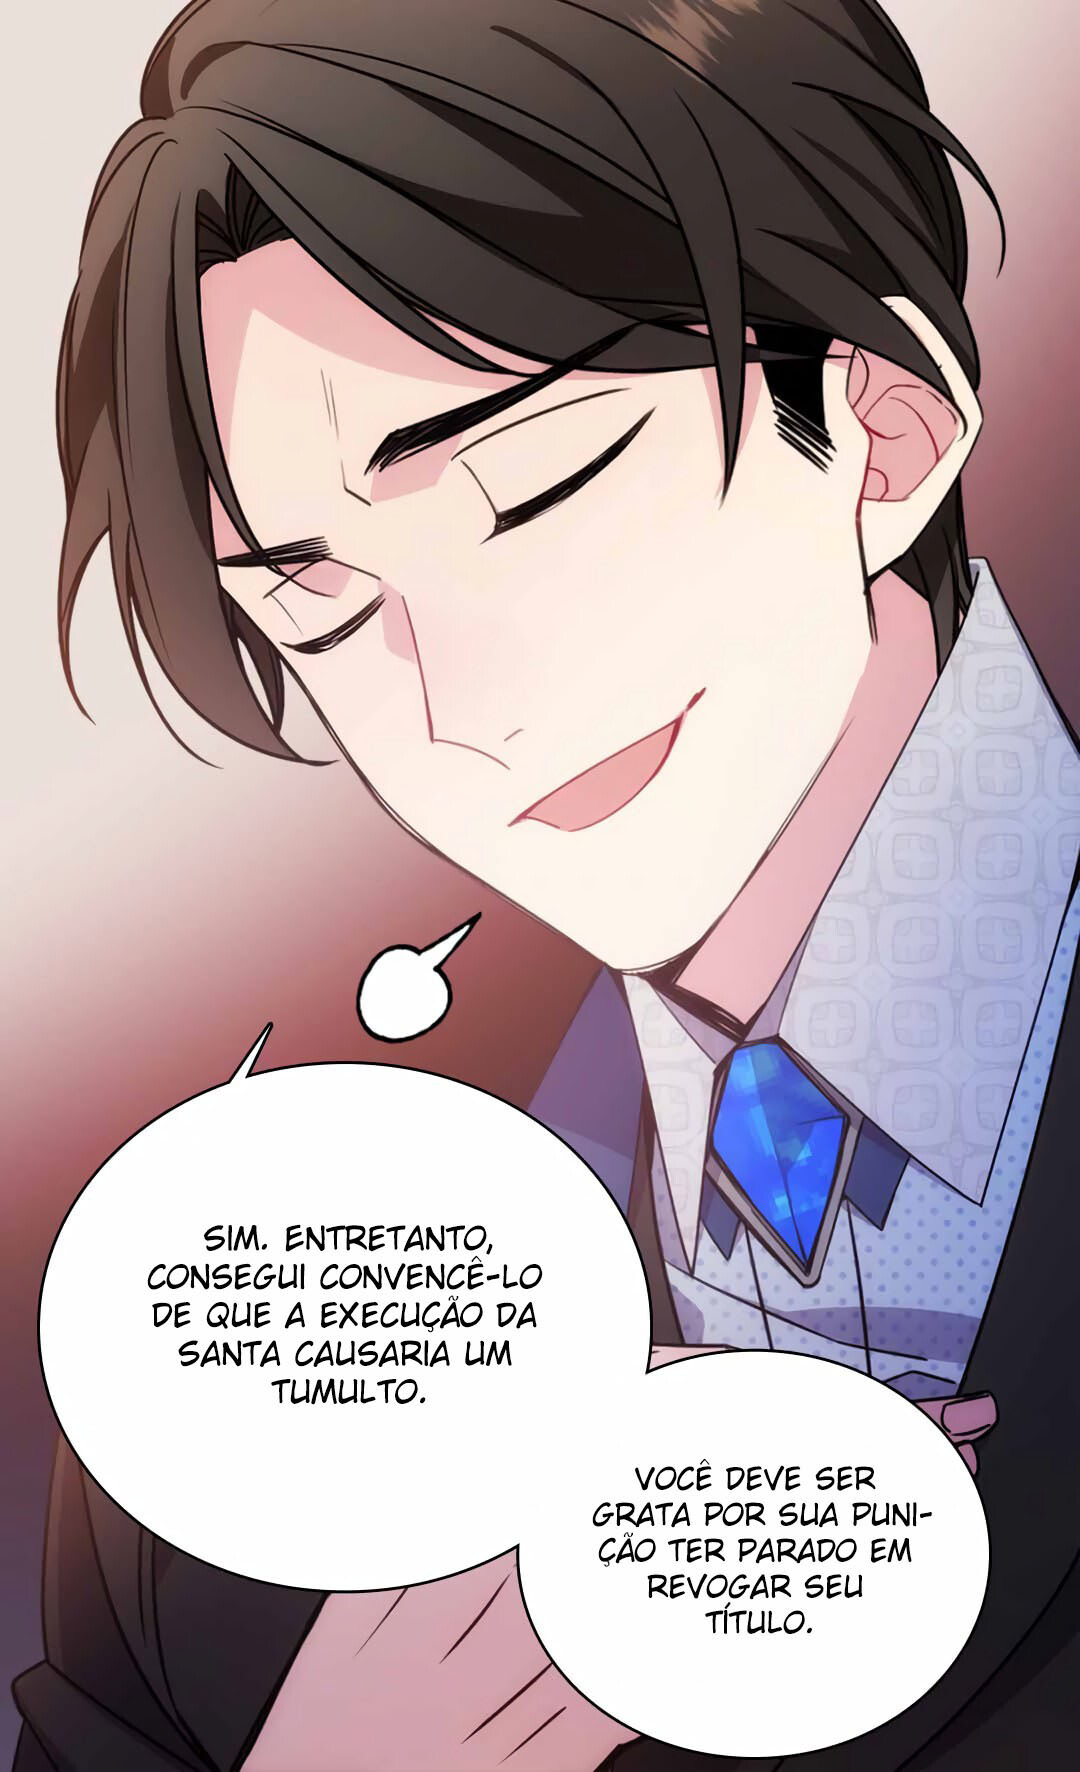 SIM. ENTRETANTO,
CONSEGUI CONVENCÊ-LO
DE QUE A EXECUÇÃO DA
SANTA CAUSARIA UM
TUMULTO.
VOCÊ DEVE SER
GRATA POR SUA PUNI-
ÇÃO TER PARADO EM
REVOGAR SEU
TÍTULO.